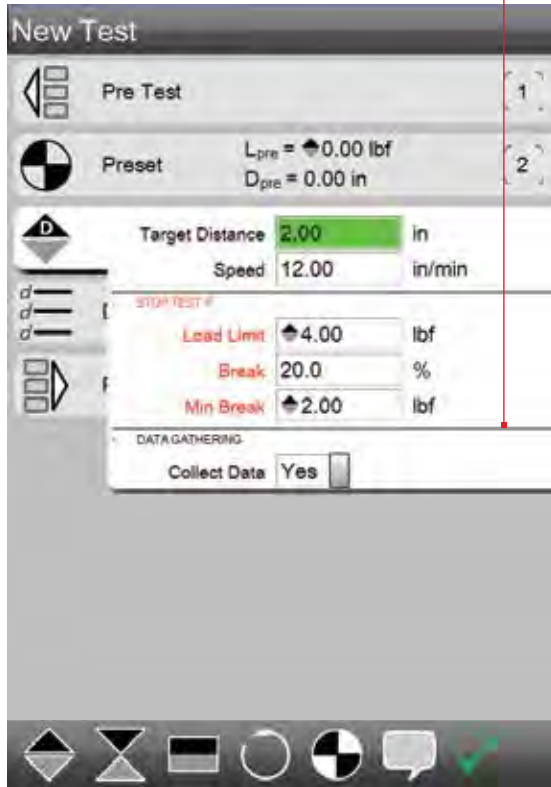 New Test
Pre Test 1
Preset Lpre = 0.00 lbf 2
Dpre = 0.00 in
D
Target Distance 2.00 in
Speed 12.00 in/min
d
d
d
STOP TEST if
Load Limit 4.00 lbf
Break 20.0 %
Min Break 2.00 lbf
DATA GATHERING
Collect Data Yes